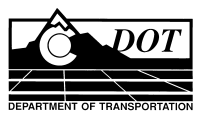 C DOT
DEPARTMENT OF TRANSPORTATION